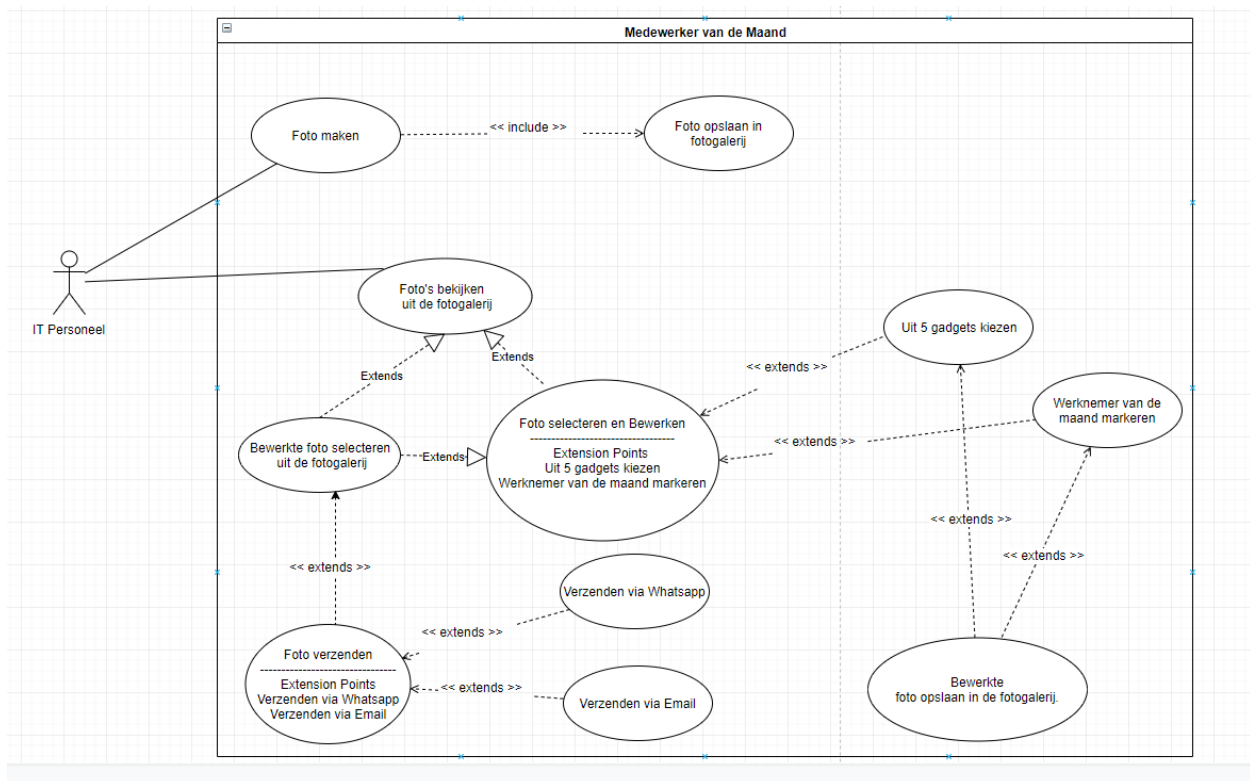 Medewerker van de Maand
Foto maken
<< include >>
Foto opslaan in
fotogalerij
IT Personeel
Foto's bekijken
uit de fotogalerij
Extends
Extends
Uit 5 gadgets kiezen
<< extends >>
Werknemer van de
maand markeren
<< extends >>
Bewerkte foto selecteren
uit de fotogalerij
Extends
Foto selecteren en Bewerken
----------------------------------
Extension Points
Uit 5 gadgets kiezen
Werknemer van de maand markeren
<< extends >>
<< extends >>
<< extends >>
Verzenden via Whatsapp
<< extends >>
Foto verzenden
--------------------------------
Extension Points
Verzenden via Whatsapp
Verzenden via Email
<< extends >>
Verzenden via Email
Bewerkte
foto opslaan in de fotogalerij.